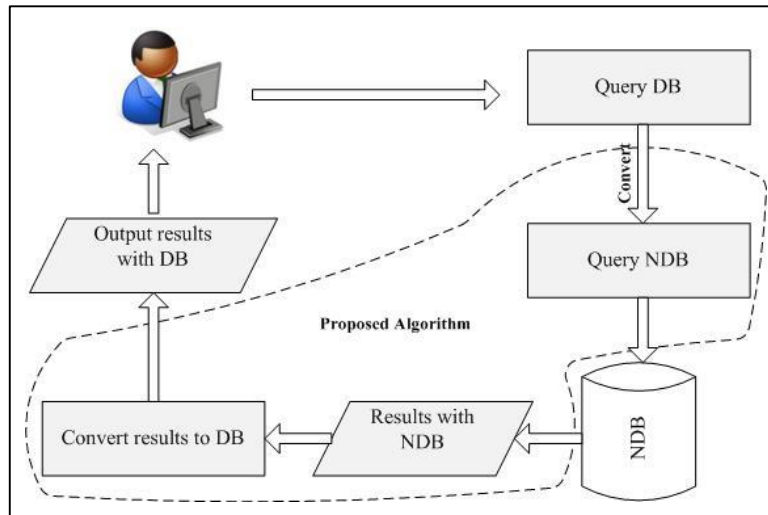 Query DB
Convert
Query NDB
Output results
with DB
Proposed Algorithm
Convert results to DB
Results with
NDB
NDB